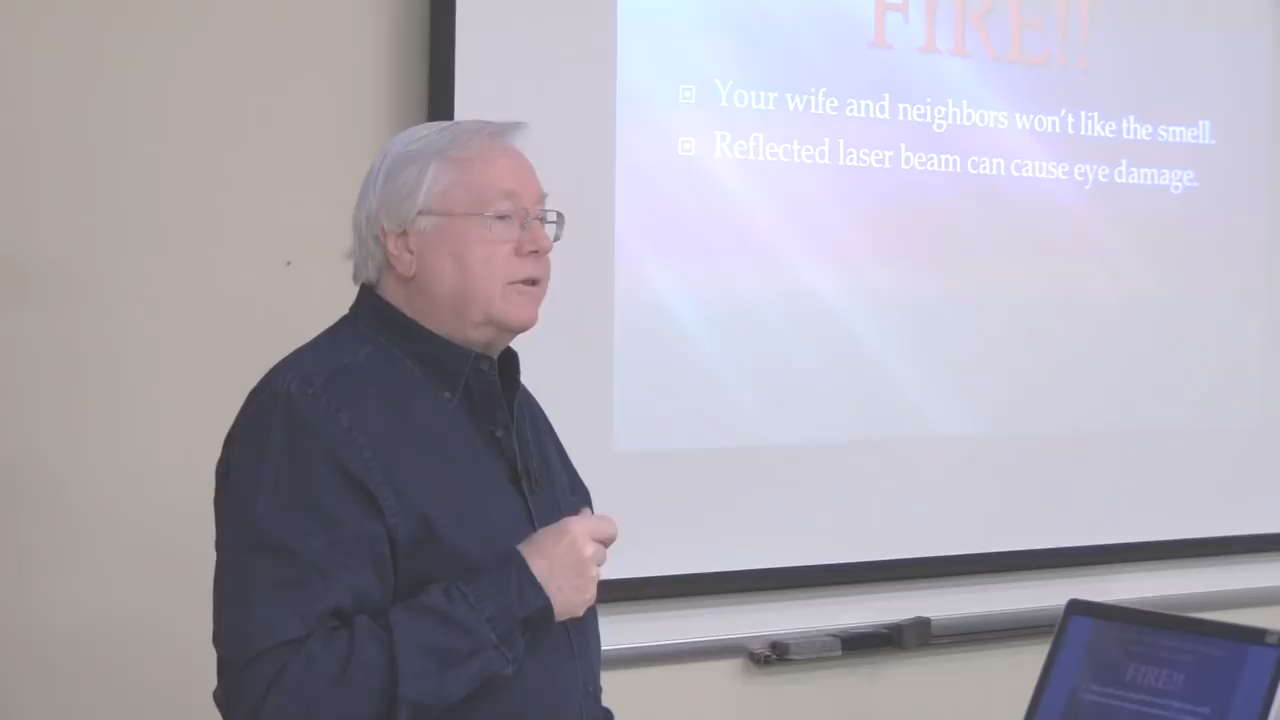 FIRE!!
Your wife and neighbors won't like the smell.
Reflected laser beam can cause eye damage.
FIRE!!